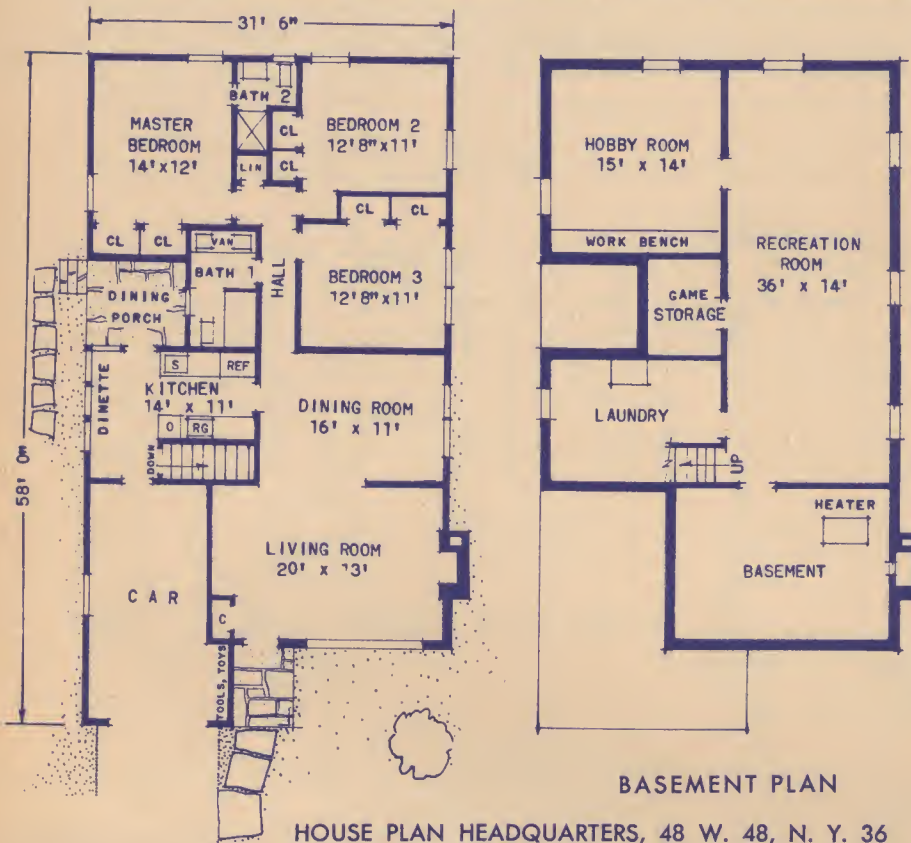 31' 6"
BATH 2
MASTER
BEDROOM
14'x12'
CL
BEDROOM 2
12'8"x11'
LIN
CL
CL
CL
CL
CL
VAN
BATH 1
HALL
BEDROOM 3
12'8"x11'
DINING
PORCH
S
REF
DINETTE
KITCHEN
14' x 11'
O
RG
DINING ROOM
16' x 11'
DOWN
58' 0"
LIVING ROOM
20' x 13'
CAR
C
TOOLS, TOYS
HOBBY ROOM
15' x 14'
WORK BENCH
RECREATION
ROOM
36' x 14'
GAME
STORAGE
LAUNDRY
UP
HEATER
BASEMENT
BASEMENT PLAN
HOUSE PLAN HEADQUARTERS, 48 W. 48, N. Y. 36